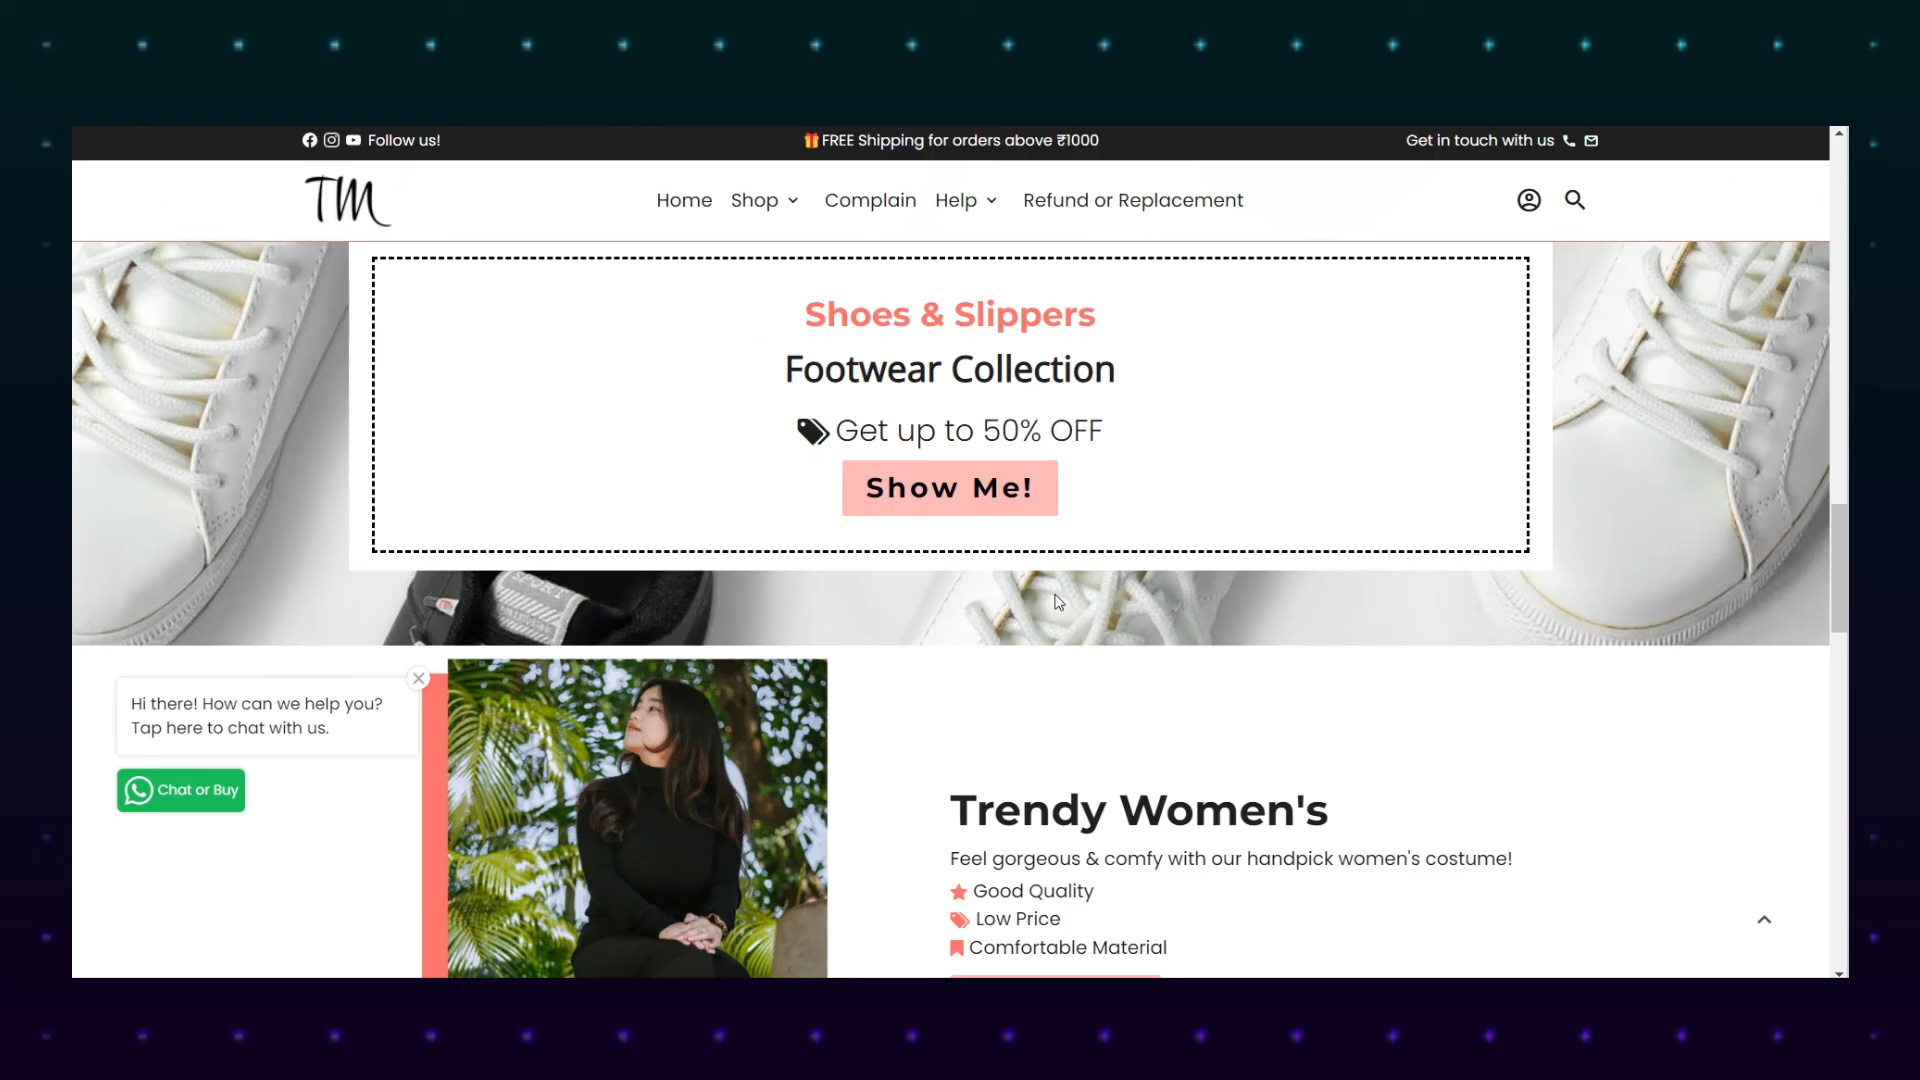 Follow us!
FREE Shipping for orders above ₹1000
Get in touch with us
TM
Home Shop Complain Help Refund or Replacement
Shoes & Slippers
Footwear Collection
Get up to 50% OFF
Show Me!
SPORT
Hi there! How can we help you?
Tap here to chat with us.
Chat or Buy
Trendy Women's
Feel gorgeous & comfy with our handpick women's costume!
Good Quality
Low Price
Comfortable Material